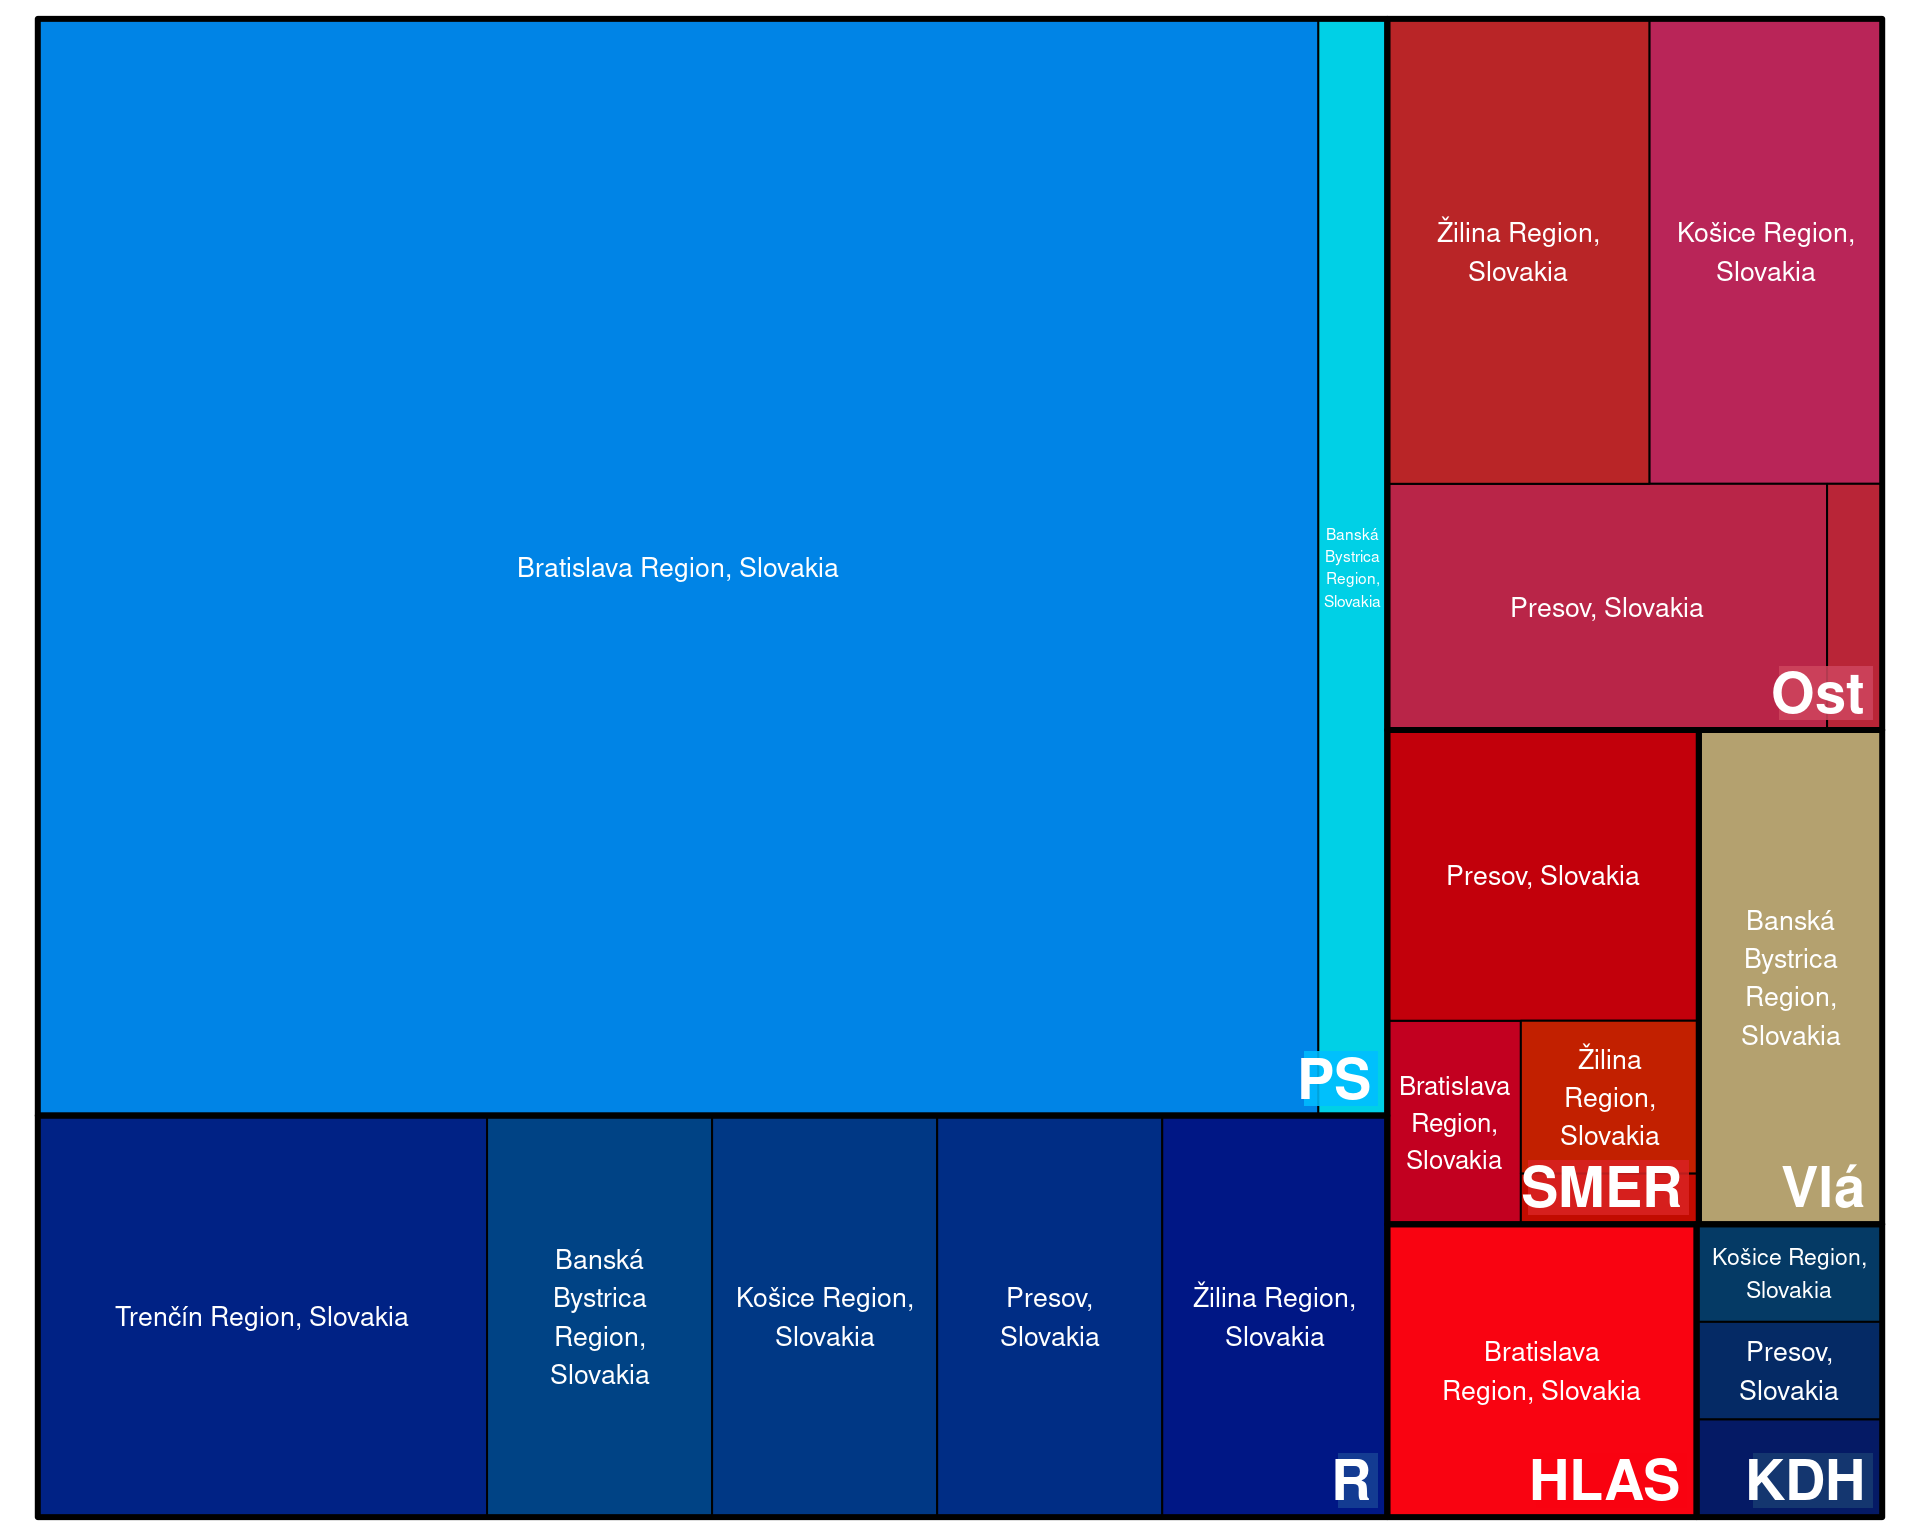 Bratislava Region, Slovakia
Banská
Bystrica
Region,
Slovakia
PS
Trenčín Region, Slovakia
Banská
Bystrica
Region,
Slovakia
Košice Region,
Slovakia
Presov,
Slovakia
Žilina Region,
Slovakia
R
Žilina Region,
Slovakia
Košice Region,
Slovakia
Presov, Slovakia
Ost
Presov, Slovakia
Bratislava
Region,
Slovakia
Žilina
Region,
Slovakia
SMER
Banská
Bystrica
Region,
Slovakia
Vlá
Bratislava
Region, Slovakia
HLAS
Košice Region,
Slovakia
Presov,
Slovakia
KDH